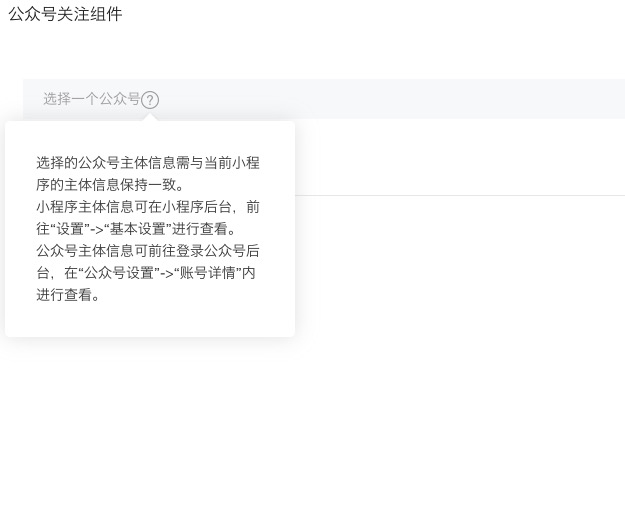 公众号关注组件
选择一个公众号?
选择的公众号主体信息需与当前小程
序的主体信息保持一致。
小程序主体信息可在小程序后台，前
往“设置”->“基本设置”进行查看。
公众号主体信息可前往登录公众号后
台，在“公众号设置”->“账号详情”内
进行查看。